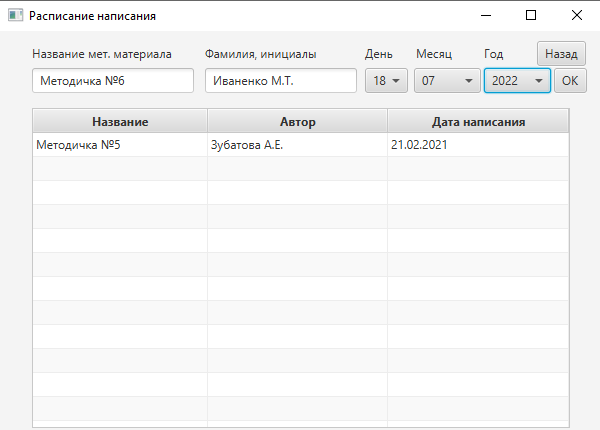 Расписание написания
Название мет. материала Фамилия, инициалы День Месяц Год Назад
Методичка №6 Иваненко М.Т. 18 07 2022 ОК
Название Автор Дата написания
Методичка №5 Зубатова А.Е. 21.02.2021